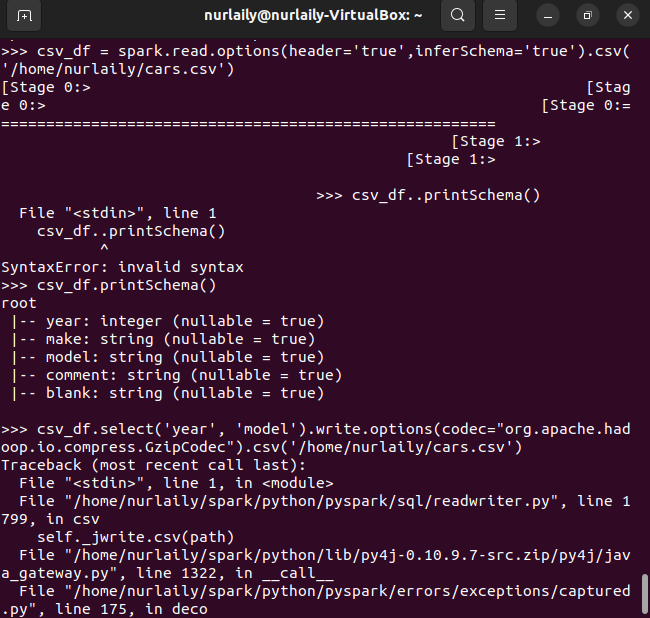 nurlaily@nurlaily-VirtualBox: ~
>>> csv_df = spark.read.options(header='true',inferSchema='true').csv(
'/home/nurlaily/cars.csv')
[Stage 0:> [Stag
e 0:> [Stage 0:=
=======================================================
[Stage 1:>
[Stage 1:>
>>> csv_df..printSchema()
File "<stdin>", line 1
csv_df..printSchema()
^
SyntaxError: invalid syntax
>>> csv_df.printSchema()
root
|-- year: integer (nullable = true)
|-- make: string (nullable = true)
|-- model: string (nullable = true)
|-- comment: string (nullable = true)
|-- blank: string (nullable = true)
>>> csv_df.select('year', 'model').write.options(codec="org.apache.had
oop.io.compress.GzipCodec").csv('/home/nurlaily/cars.csv')
Traceback (most recent call last):
File "<stdin>", line 1, in <module>
File "/home/nurlaily/spark/python/pyspark/sql/readwriter.py", line 1
799, in csv
self._jwrite.csv(path)
File "/home/nurlaily/spark/python/lib/py4j-0.10.9.7-src.zip/py4j/jav
a_gateway.py", line 1322, in __call__
File "/home/nurlaily/spark/python/pyspark/errors/exceptions/captured
.py", line 175, in deco